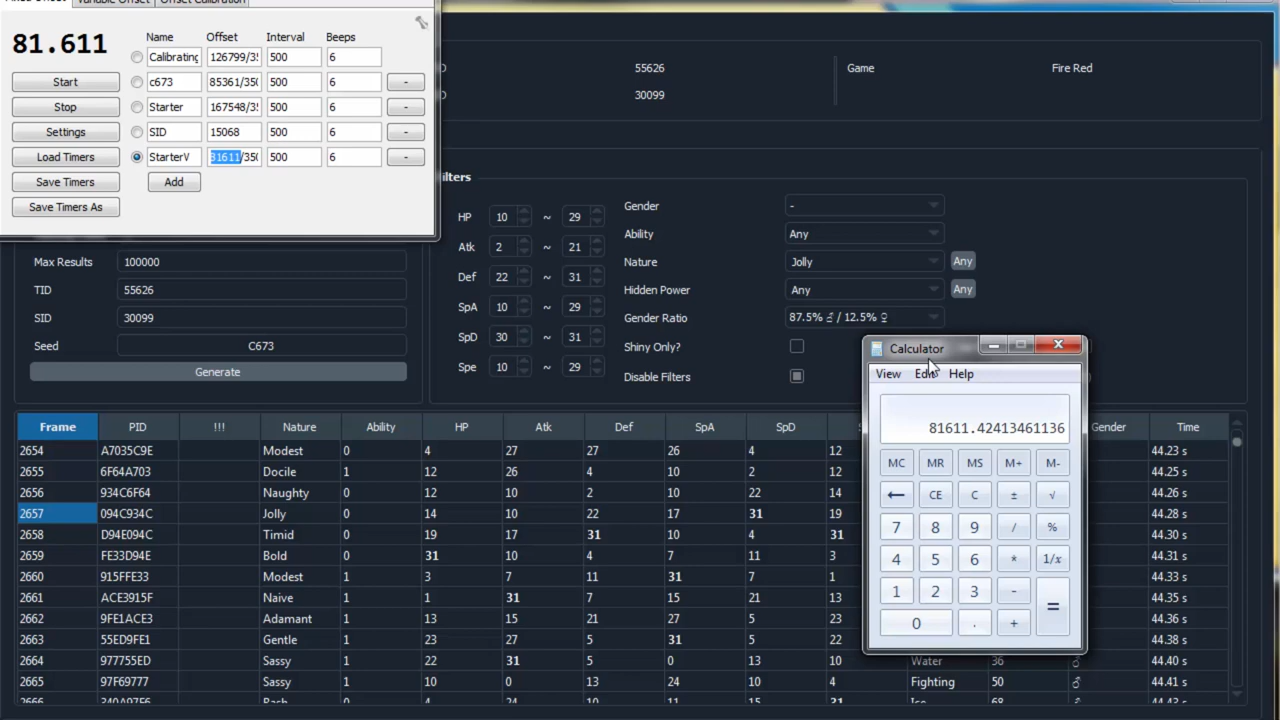 Variable Offset Offset Calibration
81.611
Name Offset Interval Beeps
Calibrating 126799/35 500 6
Start c673 85361/350 500 6 -
Stop Starter 167548/3 500 6 -
Settings SID 15068 500 6 -
Load Timers StarterV 81611/350 500 6 -
Save Timers Add
Save Timers As
55626 Game Fire Red
30099
Max Results 100000
TID 55626
SID 30099
Seed C673
Generate
HP 10 ~ 29 Gender -
Atk 2 ~ 21 Ability Any
Def 22 ~ 31 Nature Jolly Any
SpA 10 ~ 29 Hidden Power Any Any
SpD 30 ~ 31 Gender Ratio 87.5% ♂ / 12.5% ♀
Spe 10 ~ 29 Shiny Only?
Disable Filters
Calculator
View Edit Help
81611.42413461136
MC MR MS M+ M-
← CE C ± √
7 8 9 / %
4 5 6 * 1/x
1 2 3 - =
0 . +
Frame PID !!! Nature Ability HP Atk Def SpA SpD Gender Time
2654 A7035C9E Modest 0 4 27 27 26 4 12 44.23 s
2655 6F64A703 Docile 1 12 26 4 10 2 12 44.25 s
2656 934C6F64 Naughty 0 12 10 2 10 22 14 44.26 s
2657 094C934C Jolly 0 14 10 22 17 31 19 44.28 s
2658 D94E094C Timid 0 19 17 31 10 4 31 44.30 s
2659 FE33D94E Bold 0 31 10 4 7 11 3 44.31 s
2660 915FFE33 Modest 1 3 7 11 31 7 1 44.33 s
2661 ACE3915F Naive 1 1 31 7 15 21 13 44.35 s
2662 9FE1ACE3 Adamant 1 13 15 21 27 5 23 44.36 s
2663 55ED9FE1 Gentle 1 23 27 5 31 5 22 44.38 s
2664 977755ED Sassy 1 22 31 5 0 13 10 Water 36 ♂ 44.40 s
2665 97F69777 Sassy 1 10 0 13 24 10 4 Fighting 50 ♂ 44.41 s